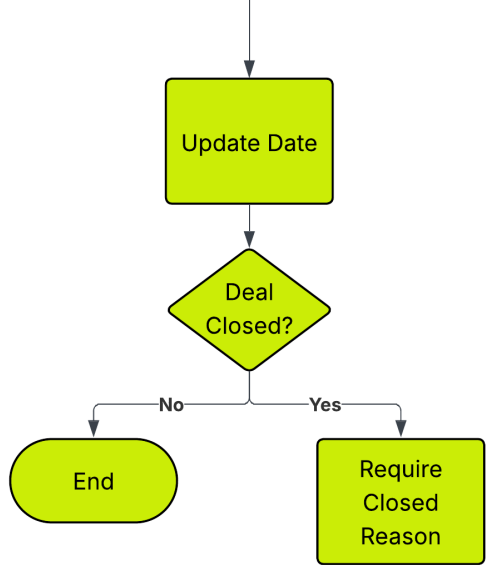 Update Date
Deal
Closed?
No
Yes
End
Require
Closed
Reason